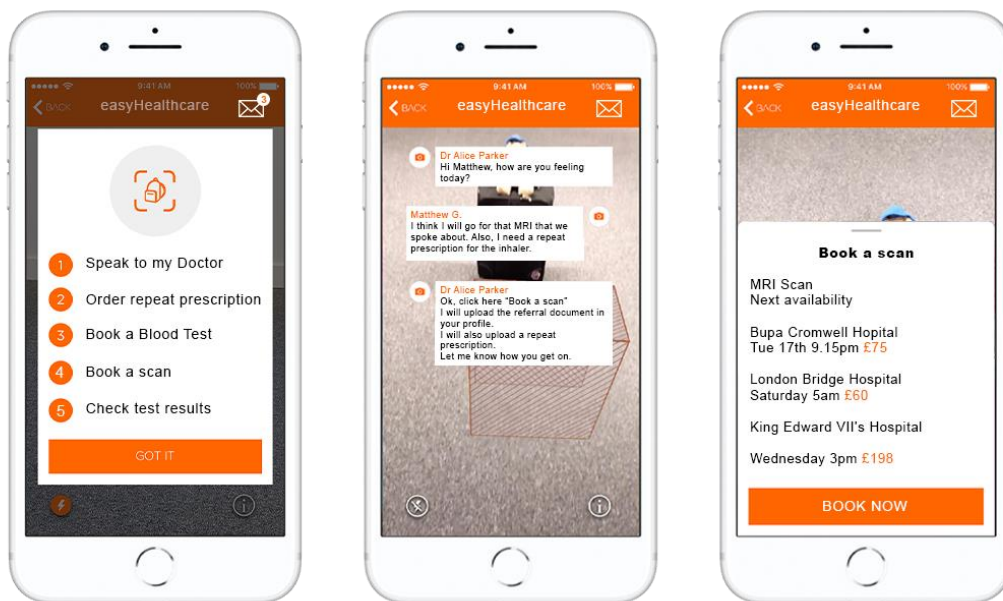 9:41 AM
100%
BACK
easyHealthcare
3
1 Speak to my Doctor
2 Order repeat prescription
3 Book a Blood Test
4 Book a scan
5 Check test results
GOT IT
9:41 AM
100%
BACK
easyHealthcare
Dr Alice Parker
Hi Matthew, how are you feeling
today?
Matthew G.
I think I will go for that MRI that we
spoke about. Also, I need a repeat
prescription for the inhaler.
Dr Alice Parker
Ok, click here “Book a scan”
I will upload the referral document in
your profile.
I will also upload a repeat
prescription.
Let me know how you get on.
9:41 AM
100%
BACK
easyHealthcare
Book a scan
MRI Scan
Next availability
Bupa Cromwell Hopital
Tue 17th 9.15pm £75
London Bridge Hospital
Saturday 5am £60
King Edward VII's Hospital
Wednesday 3pm £198
BOOK NOW